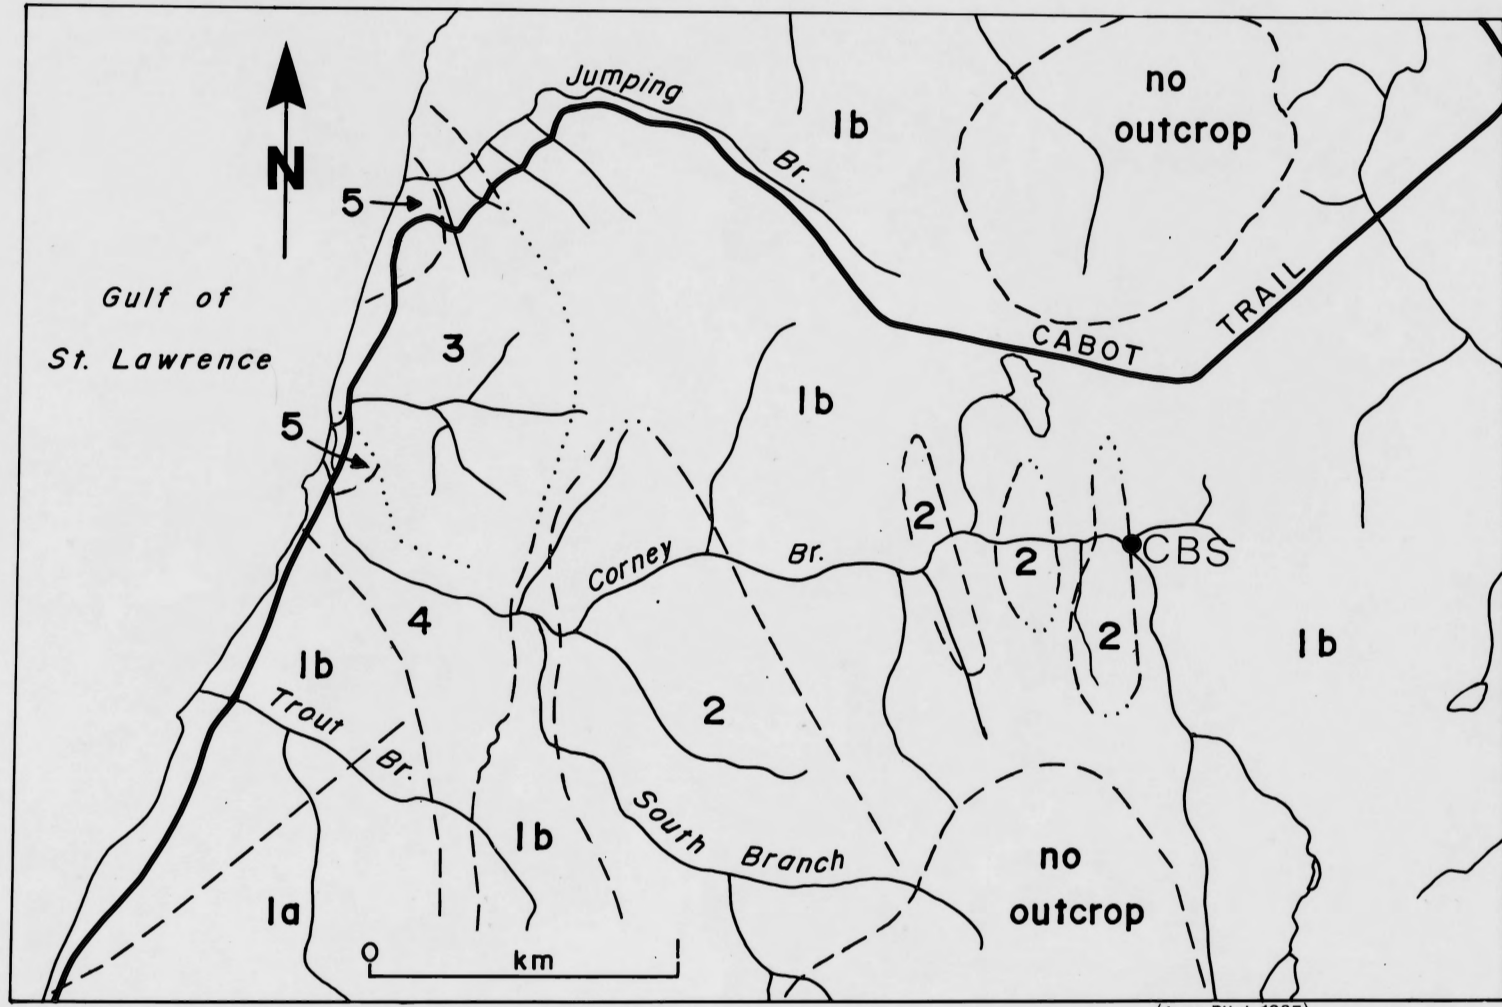 Jumping
Br.
no
outcrop
1b
N
5
Gulf of
St. Lawrence
3
CABOT
TRAIL
1b
5
2
2
CBS
Corney
Br.
4
2
1b
1b
2
Trout
Br.
South
Branch
1b
no
outcrop
1a
0
1
km